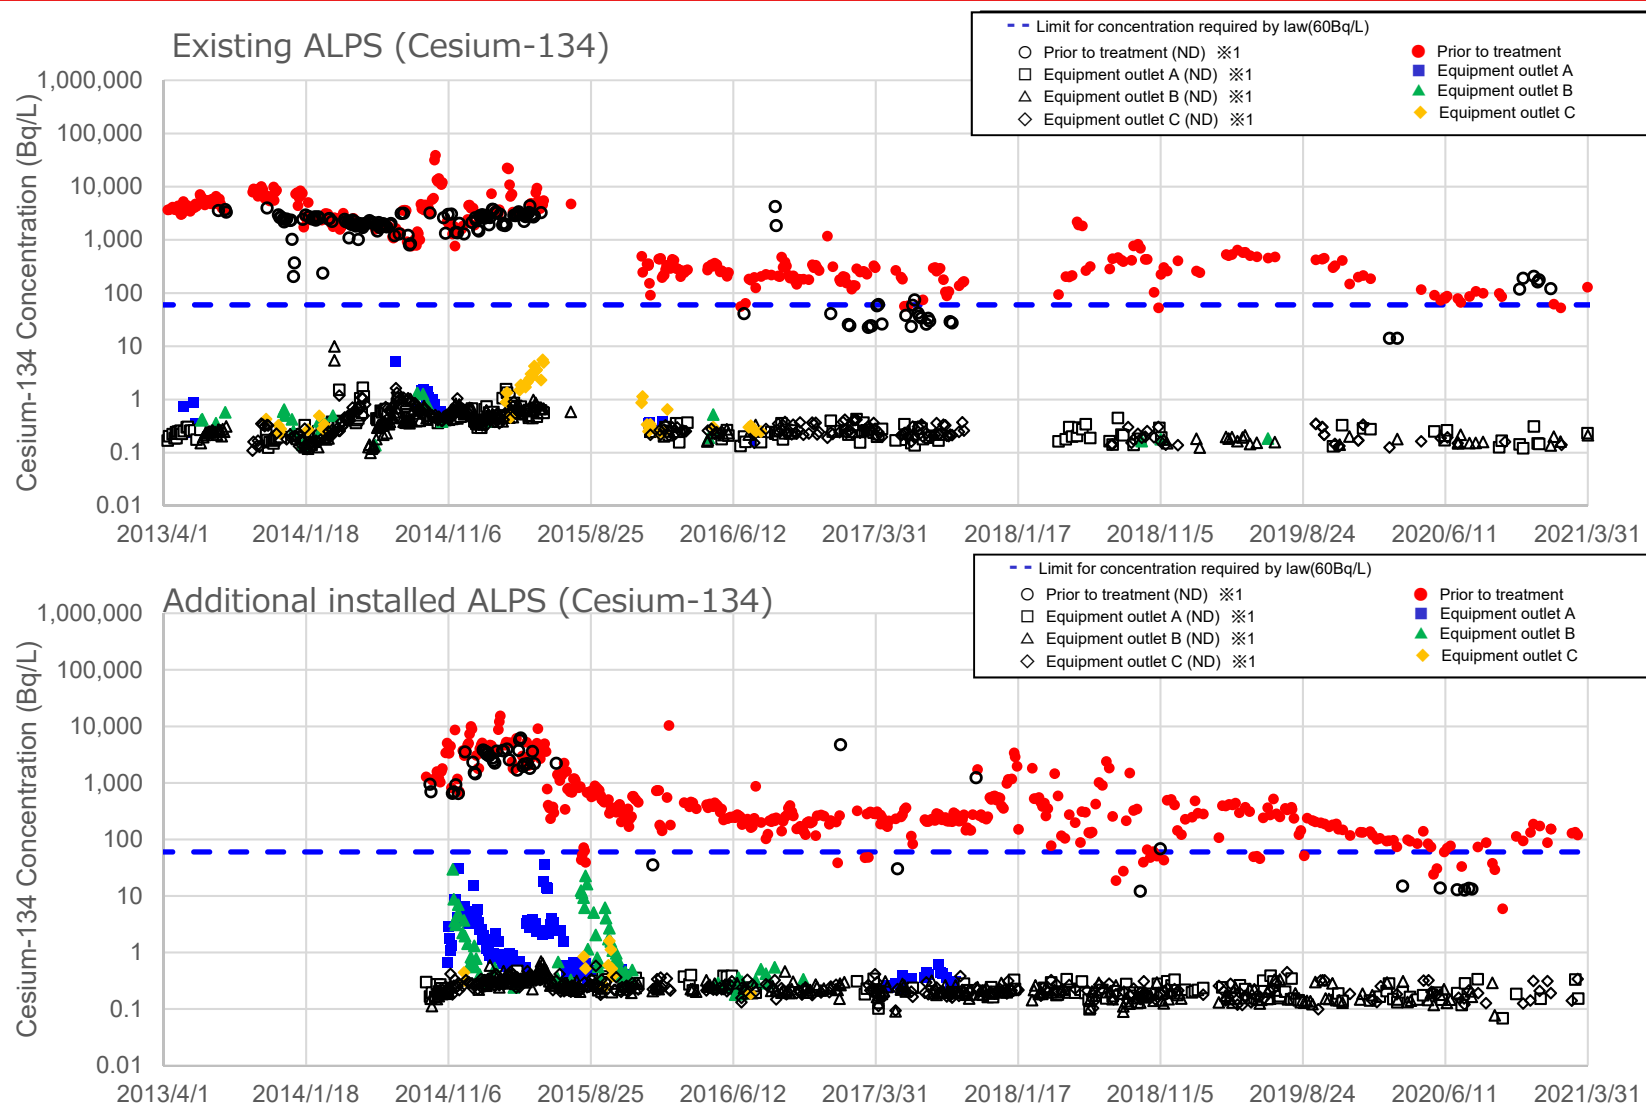 Existing ALPS (Cesium-134)
Limit for concentration required by law(60Bq/L)
Prior to treatment (ND) ※1
Prior to treatment
Equipment outlet A (ND) ※1
Equipment outlet A
Equipment outlet B (ND) ※1
Equipment outlet B
Equipment outlet C (ND) ※1
Equipment outlet C
Cesium-134 Concentration (Bq/L)
1,000,000
100,000
10,000
1,000
100
10
1
0.1
0.01
2013/4/1 2014/1/18 2014/11/6 2015/8/25 2016/6/12 2017/3/31 2018/1/17 2018/11/5 2019/8/24 2020/6/11 2021/3/31
Additional installed ALPS (Cesium-134)
Limit for concentration required by law(60Bq/L)
Prior to treatment (ND) ※1
Prior to treatment
Equipment outlet A (ND) ※1
Equipment outlet A
Equipment outlet B (ND) ※1
Equipment outlet B
Equipment outlet C (ND) ※1
Equipment outlet C
Cesium-134 Concentration (Bq/L)
1,000,000
100,000
10,000
1,000
100
10
1
0.1
0.01
2013/4/1 2014/1/18 2014/11/6 2015/8/25 2016/6/12 2017/3/31 2018/1/17 2018/11/5 2019/8/24 2020/6/11 2021/3/31